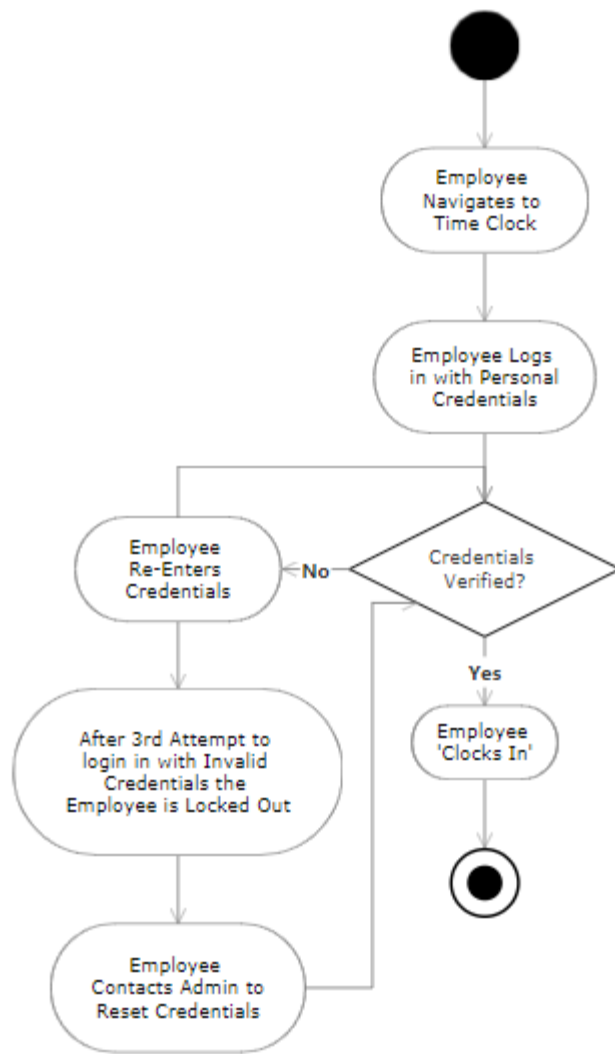 Employee
Navigates to
Time Clock
Employee Logs
in with Personal
Credentials
Employee
Re-Enters
Credentials
No
Credentials
Verified?
Yes
After 3rd Attempt to
login in with Invalid
Credentials the
Employee is Locked Out
Employee
'Clocks In'
Employee
Contacts Admin to
Reset Credentials